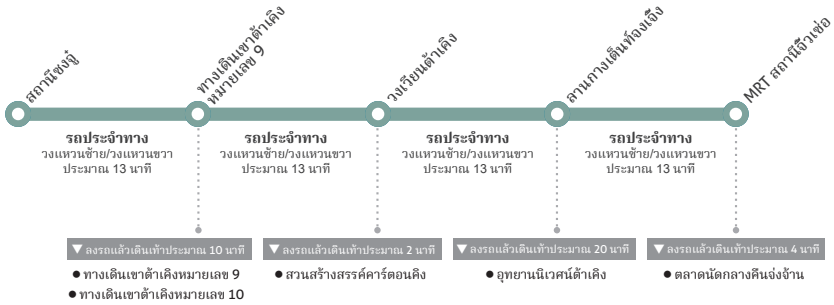 สถานีซงจู๋
ทางเดินเขาต้าเคิง
หมายเลข 9
วงเวียนต้าเคิง
ลานกางเต็นท์จงเจิ้ง
MRT สถานีจิ้วเซ่อ
รถประจำทาง
วงแหวนซ้าย/วงแหวนขวา
ประมาณ 13 นาที
รถประจำทาง
วงแหวนซ้าย/วงแหวนขวา
ประมาณ 13 นาที
รถประจำทาง
วงแหวนซ้าย/วงแหวนขวา
ประมาณ 13 นาที
รถประจำทาง
วงแหวนซ้าย/วงแหวนขวา
ประมาณ 13 นาที
▼ ลงรถแล้วเดินเท้าประมาณ 10 นาที
● ทางเดินเขาต้าเคิงหมายเลข 9
● ทางเดินเขาต้าเคิงหมายเลข 10
▼ ลงรถแล้วเดินเท้าประมาณ 2 นาที
● สวนสร้างสรรค์คาร์ตอนคิง
▼ ลงรถแล้วเดินเท้าประมาณ 20 นาที
● อุทยานนิเวศน์ต้าเคิง
▼ ลงรถแล้วเดินเท้าประมาณ 4 นาที
● ตลาดนัดกลางคืนจ่งจ้าน